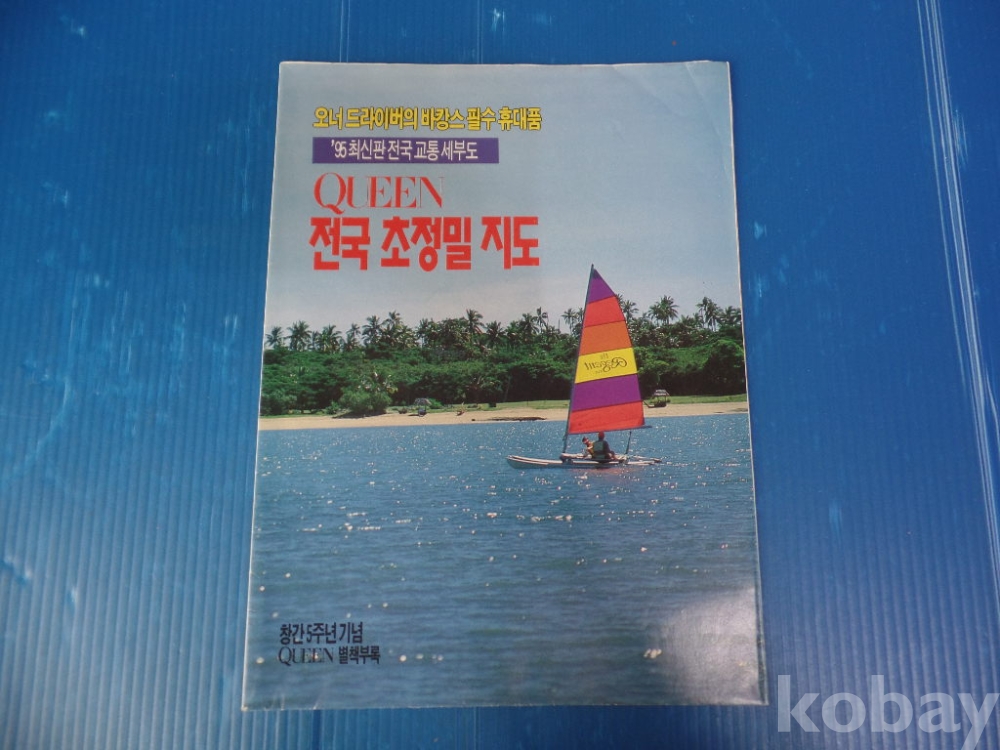 오너 드라이버의 바캉스 필수 휴대품
'95 최신판 전국 교통 세부도
QUEEN
전국 초정밀 지도
창간 5주년 기념
QUEEN 별책부록
kobay